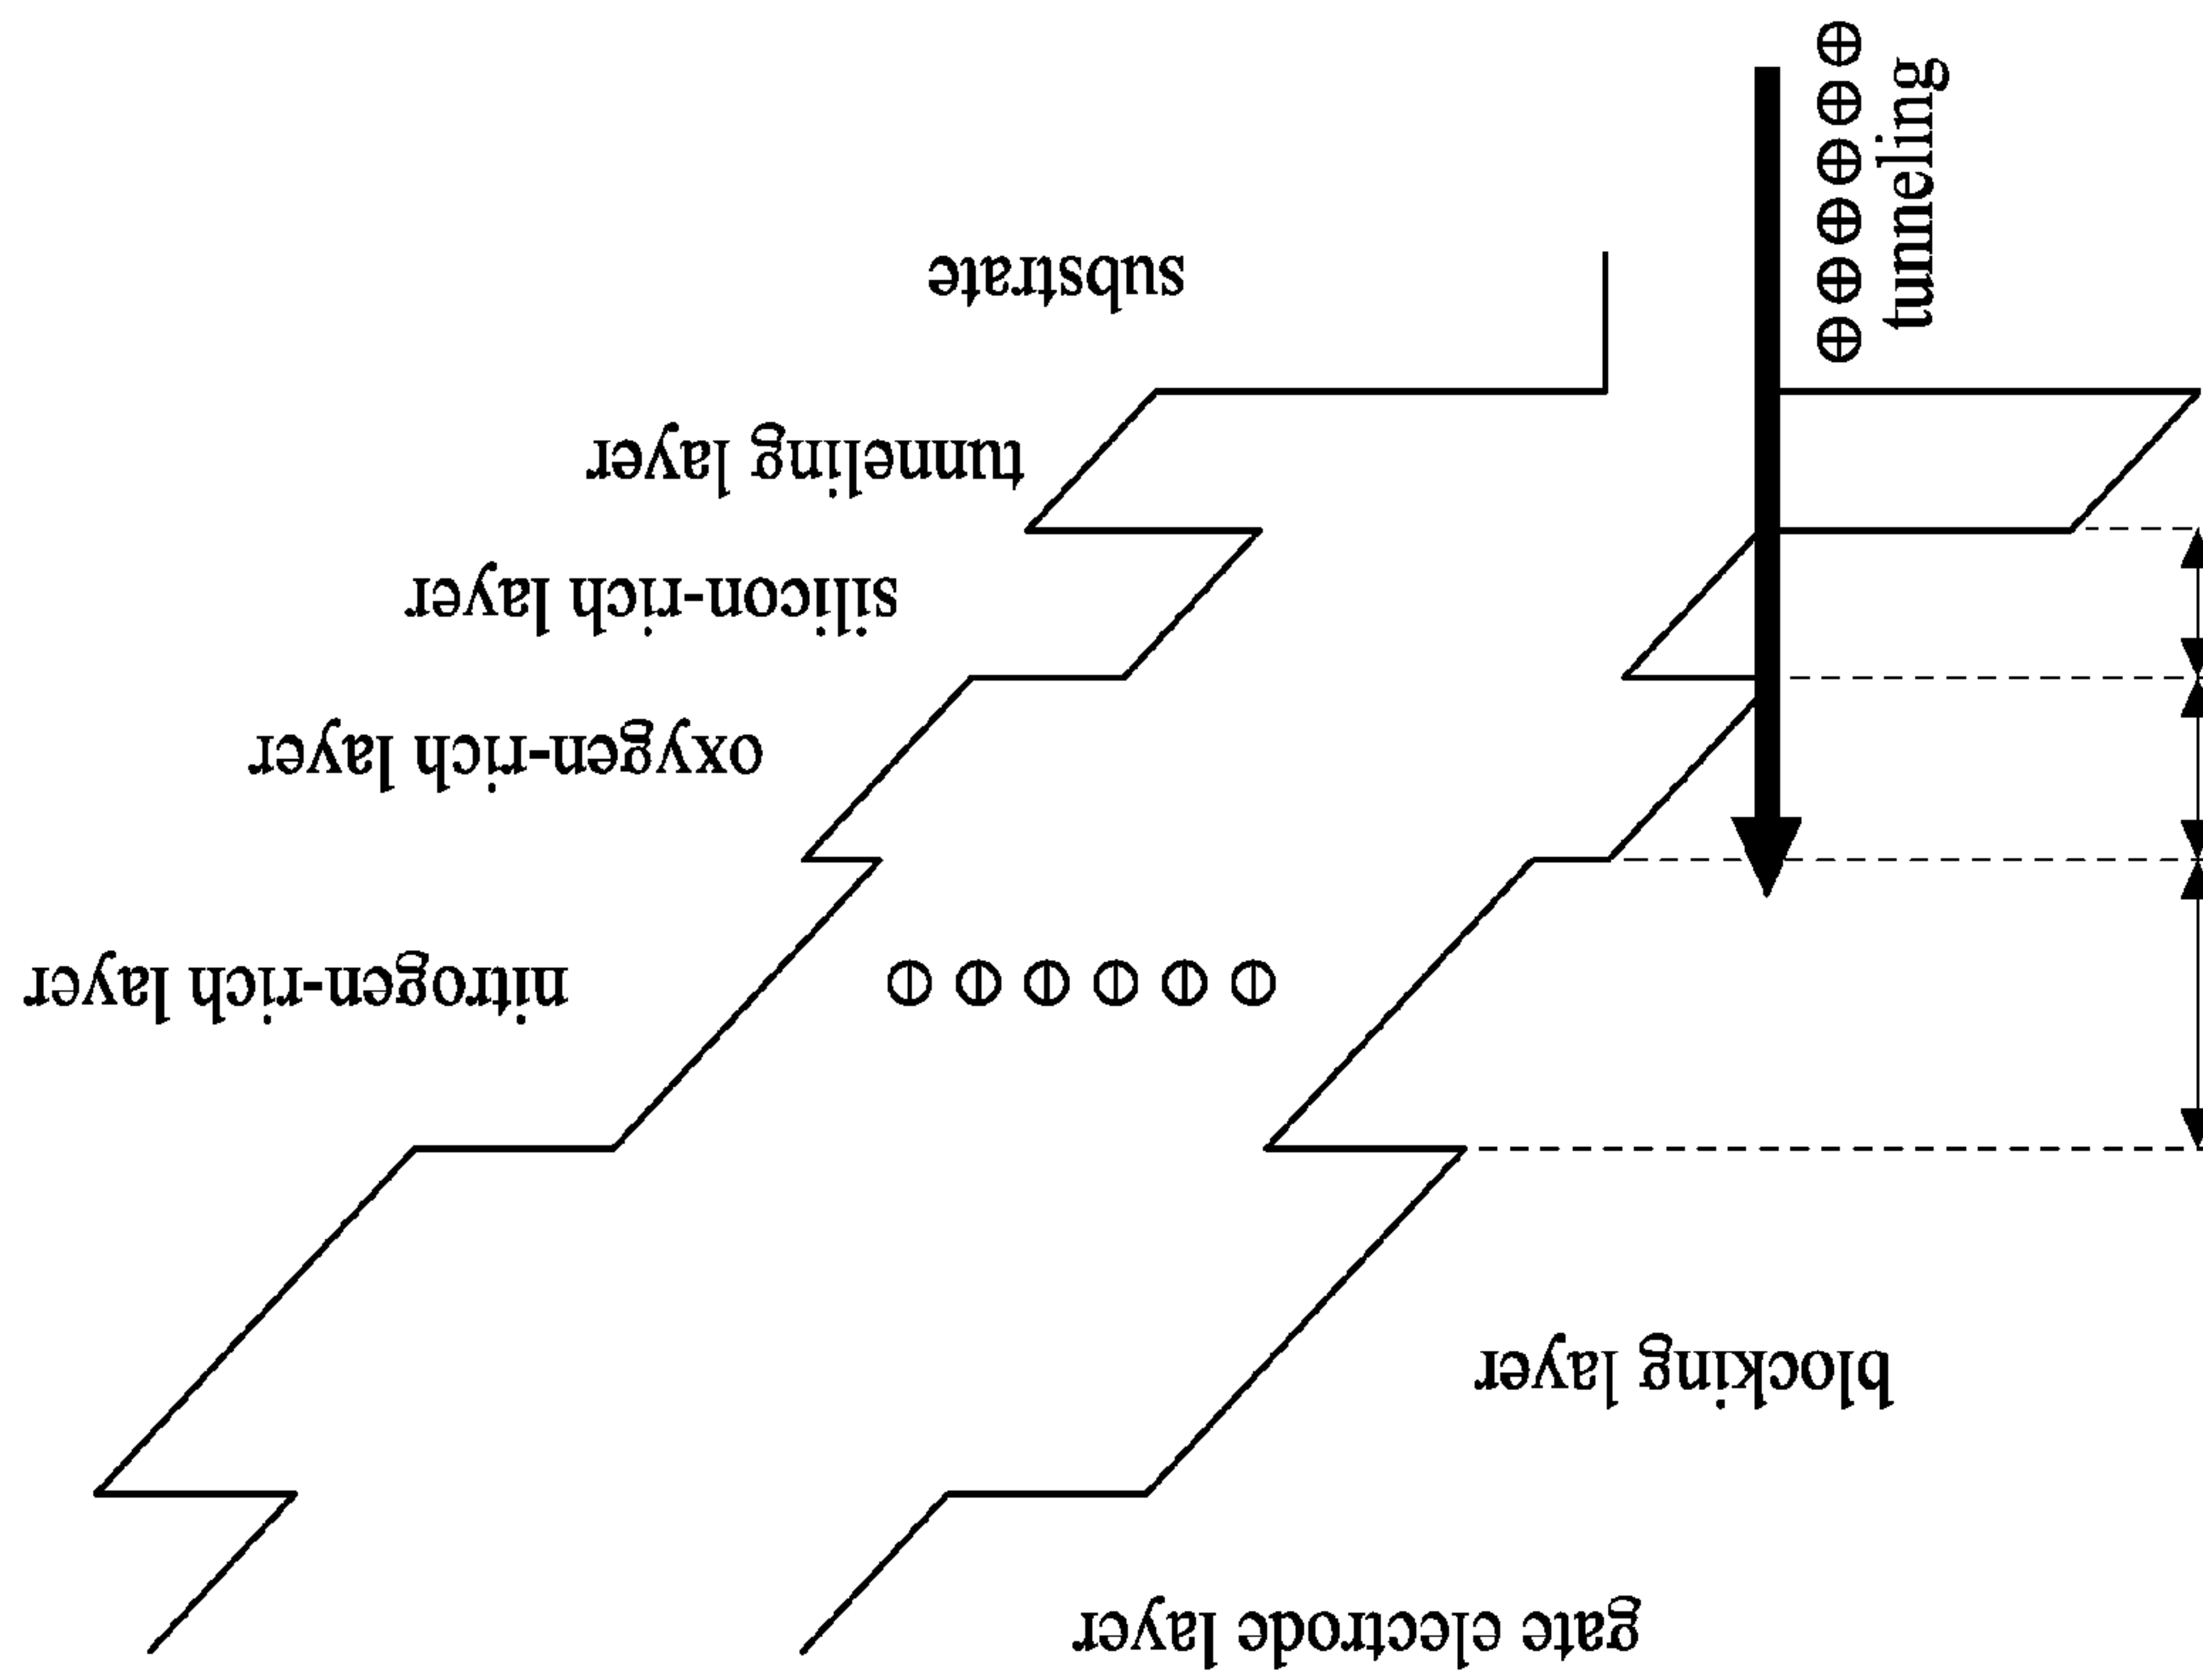 substrate
tunneling
tunneling layer
silicon-rich layer
oxygen-rich layer
nitrogen-rich layer
blocking layer
gate electrode layer